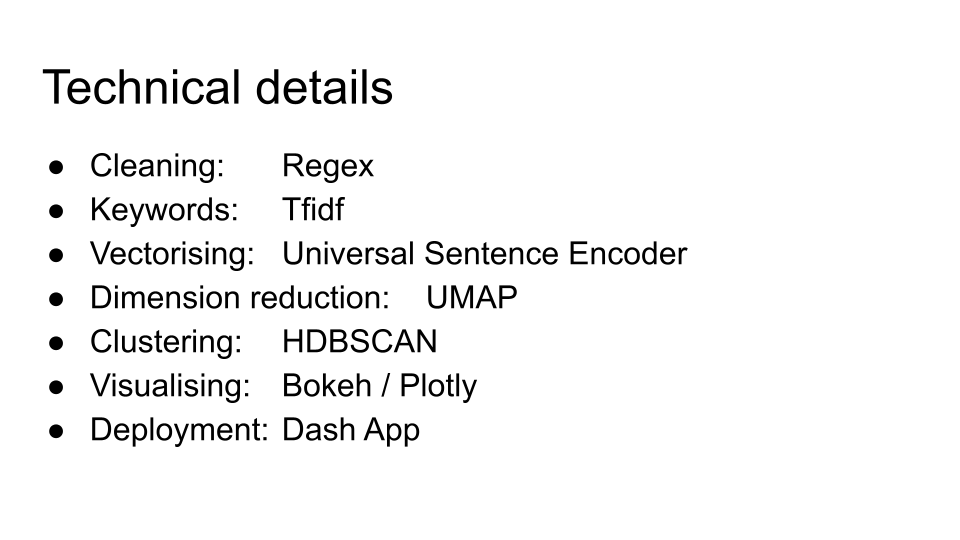 Technical details
● Cleaning: Regex
● Keywords: Tfidf
● Vectorising: Universal Sentence Encoder
● Dimension reduction: UMAP
● Clustering: HDBSCAN
● Visualising: Bokeh / Plotly
● Deployment: Dash App